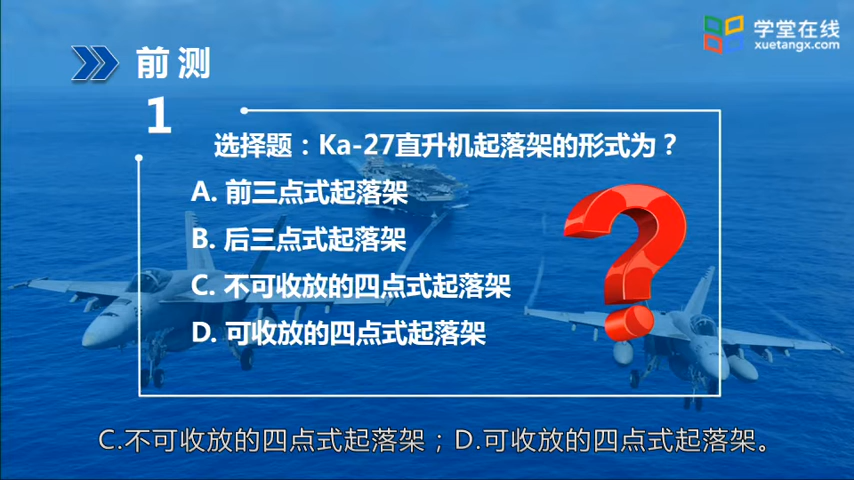 学堂在线
xuetangx.com
前测
1
选择题：Ka-27直升机起落架的形式为？
A. 前三点式起落架
B. 后三点式起落架
C. 不可收放的四点式起落架
D. 可收放的四点式起落架
C.不可收放的四点式起落架；D.可收放的四点式起落架。